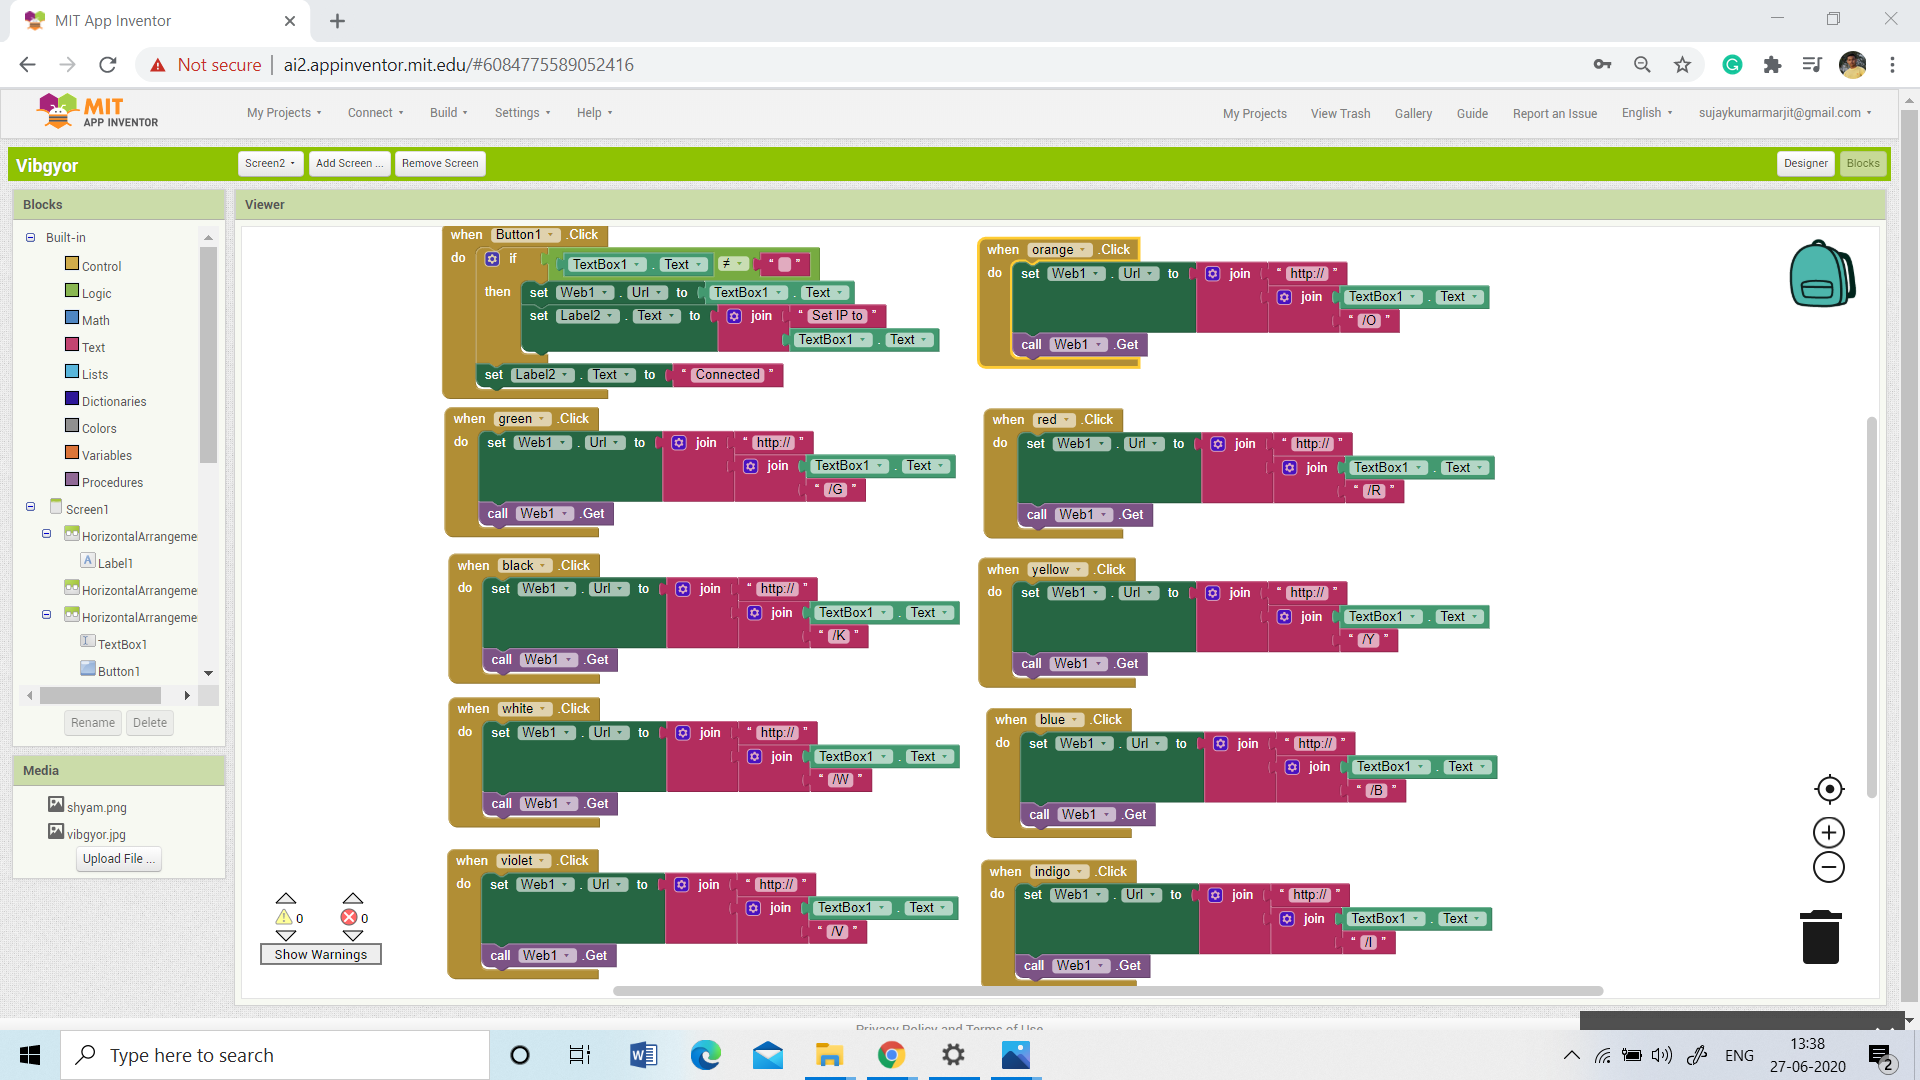 MIT App Inventor
Not secure | ai2.appinventor.mit.edu/#6084775589052416
MIT
APP INVENTOR
My Projects Connect Build Settings Help My Projects View Trash Gallery Guide Report an Issue English sujaykumarmarjit@gmail.com
Vibgyor Screen2 Add Screen ... Remove Screen Designer Blocks
Blocks
Built-in
Control
Logic
Math
Text
Lists
Dictionaries
Colors
Variables
Procedures
Screen1
HorizontalArrangeme
Label1
HorizontalArrangeme
HorizontalArrangeme
TextBox1
Button1
Rename Delete
Media
shyam.png
vibgyor.jpg
Upload File ...
Viewer
when Button1 .Click
do if TextBox1 . Text ≠ “ ”
then set Web1 . Url to TextBox1 . Text
set Label2 . Text to join “ Set IP to ”
TextBox1 . Text
set Label2 . Text to “ Connected ”
when orange .Click
do set Web1 . Url to join “ http:// ”
join TextBox1 . Text
“ /O ”
call Web1 .Get
when green .Click
do set Web1 . Url to join “ http:// ”
join TextBox1 . Text
“ /G ”
call Web1 .Get
when red .Click
do set Web1 . Url to join “ http:// ”
join TextBox1 . Text
“ /R ”
call Web1 .Get
when black .Click
do set Web1 . Url to join “ http:// ”
join TextBox1 . Text
“ /K ”
call Web1 .Get
when yellow .Click
do set Web1 . Url to join “ http:// ”
join TextBox1 . Text
“ /Y ”
call Web1 .Get
when white .Click
do set Web1 . Url to join “ http:// ”
join TextBox1 . Text
“ /W ”
call Web1 .Get
when blue .Click
do set Web1 . Url to join “ http:// ”
join TextBox1 . Text
“ /B ”
call Web1 .Get
when violet .Click
do set Web1 . Url to join “ http:// ”
join TextBox1 . Text
“ /V ”
call Web1 .Get
when indigo .Click
do set Web1 . Url to join “ http:// ”
join TextBox1 . Text
“ /I ”
call Web1 .Get
0 0
Show Warnings
Privacy Policy and Terms of Use
Type here to search
ENG
13:38
27-06-2020
2